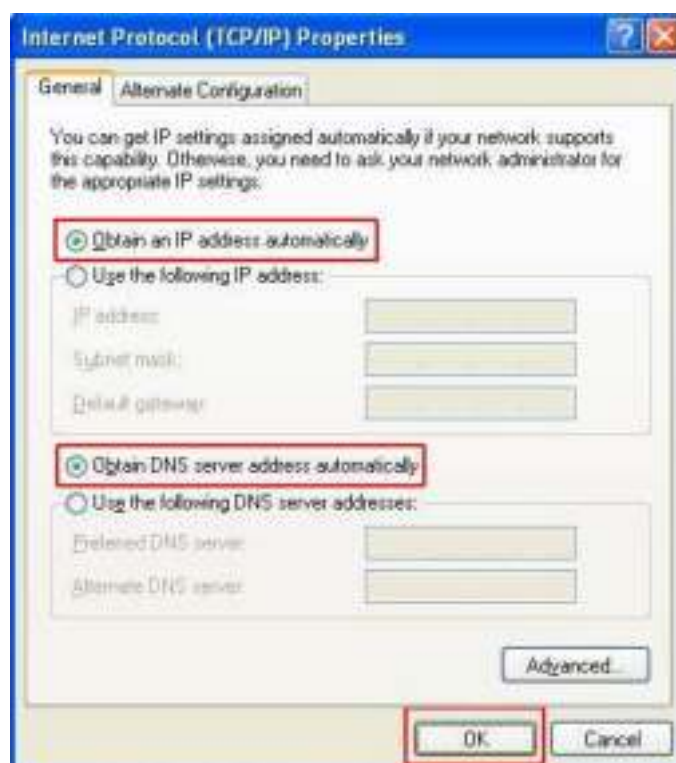 Internet Protocol (TCP/IP) Properties
General
Alternate Configuration
You can get IP settings assigned automatically if your network supports
this capability. Otherwise, you need to ask your network administrator for
the appropriate IP settings.
Obtain an IP address automatically
Use the following IP address:
IP address:
Subnet mask:
Default gateway:
Obtain DNS server address automatically
Use the following DNS server addresses:
Preferred DNS server:
Alternate DNS server:
Advanced...
OK
Cancel